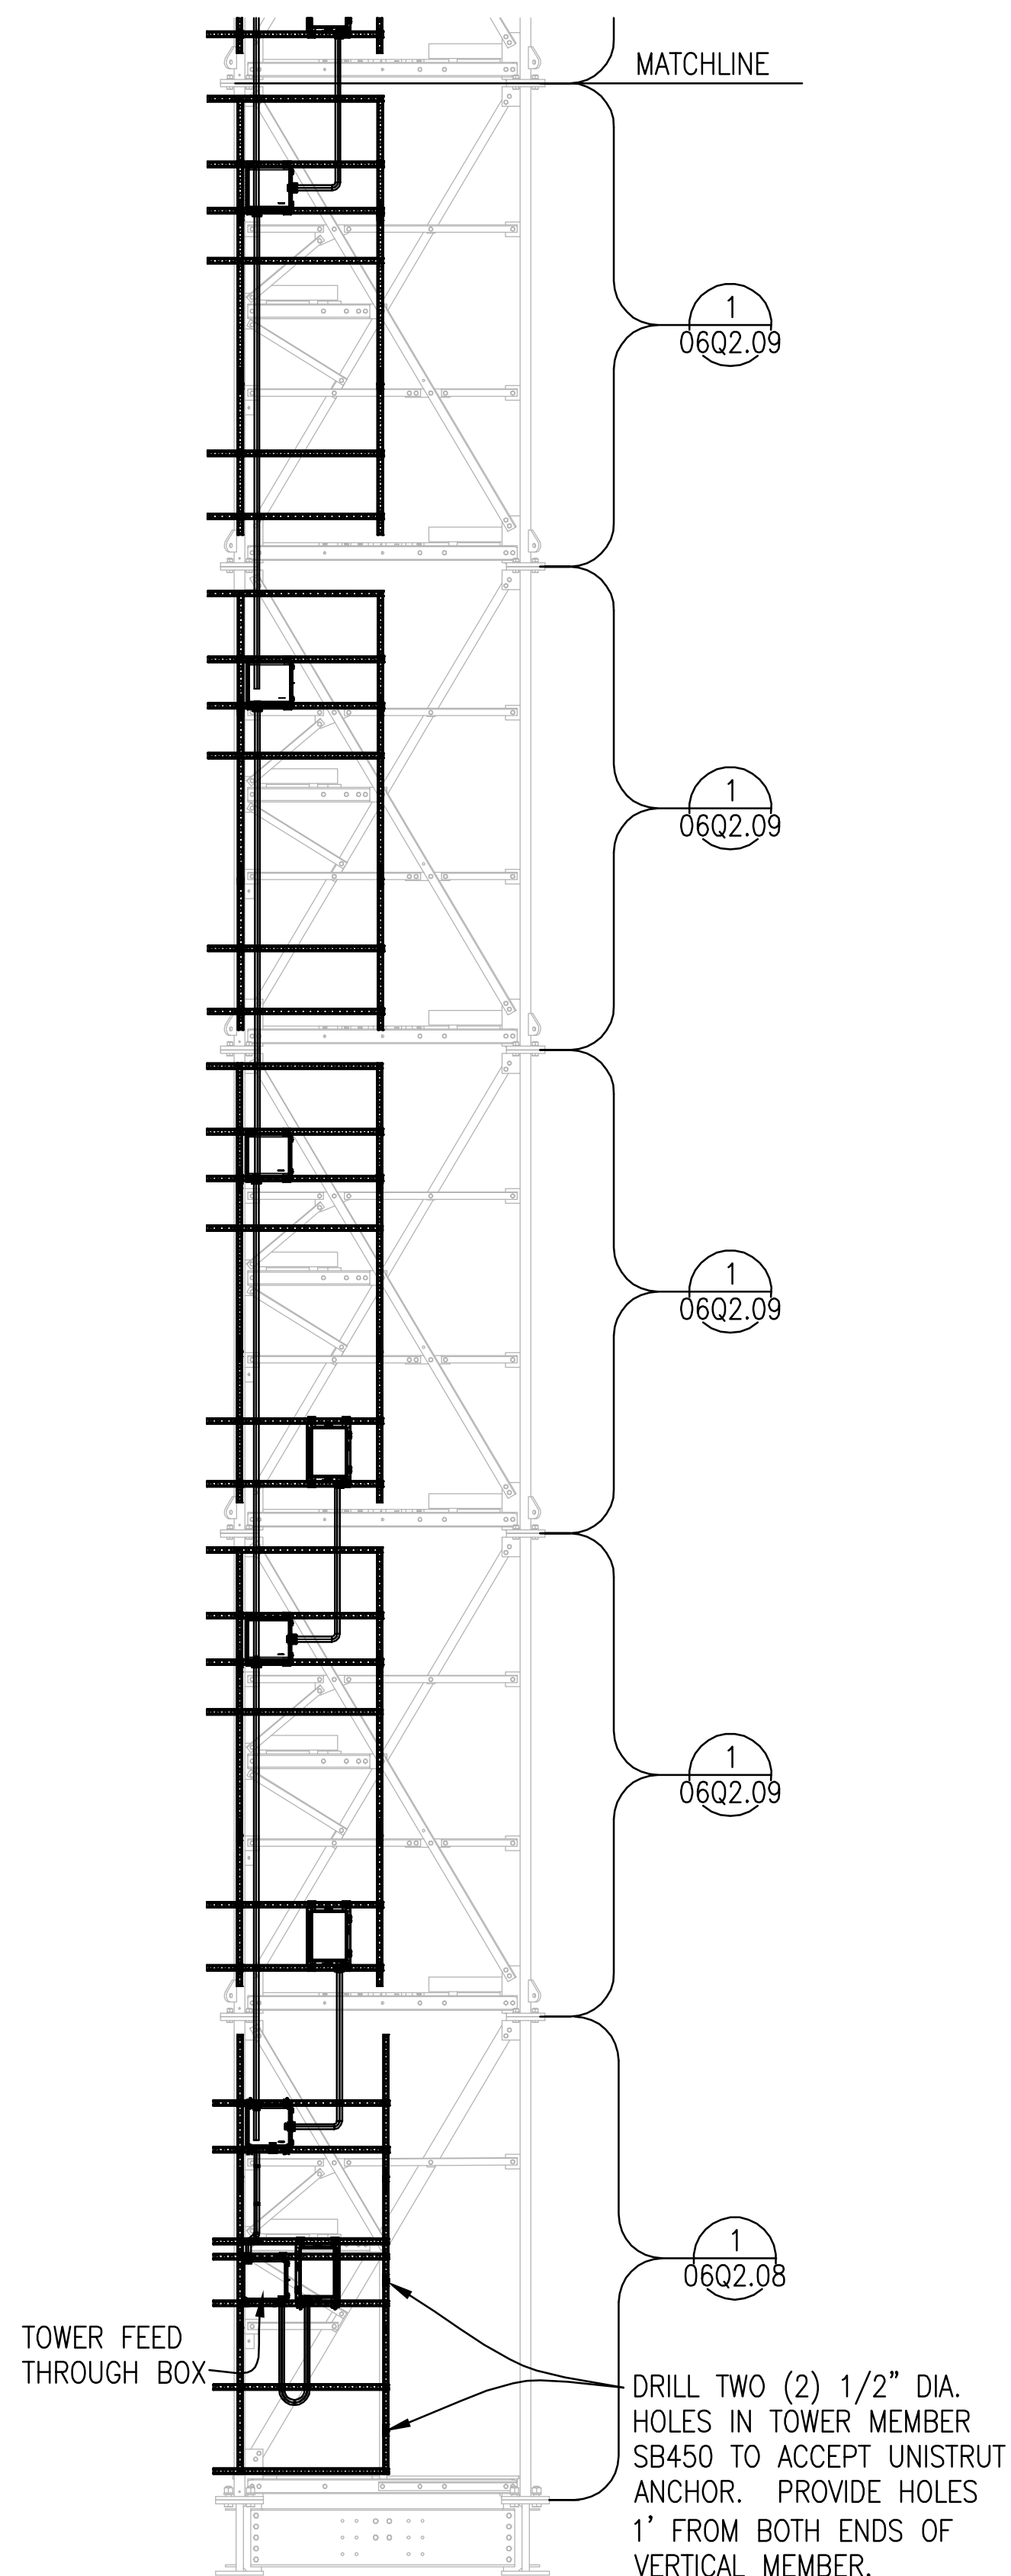 MATCHLINE
1
06Q2.09
1
06Q2.09
1
06Q2.09
1
06Q2.09
1
06Q2.08
TOWER FEED
THROUGH BOX
DRILL TWO (2) 1/2" DIA.
HOLES IN TOWER MEMBER
SB450 TO ACCEPT UNISTRUT
ANCHOR. PROVIDE HOLES
1' FROM BOTH ENDS OF
VERTICAL MEMBER.